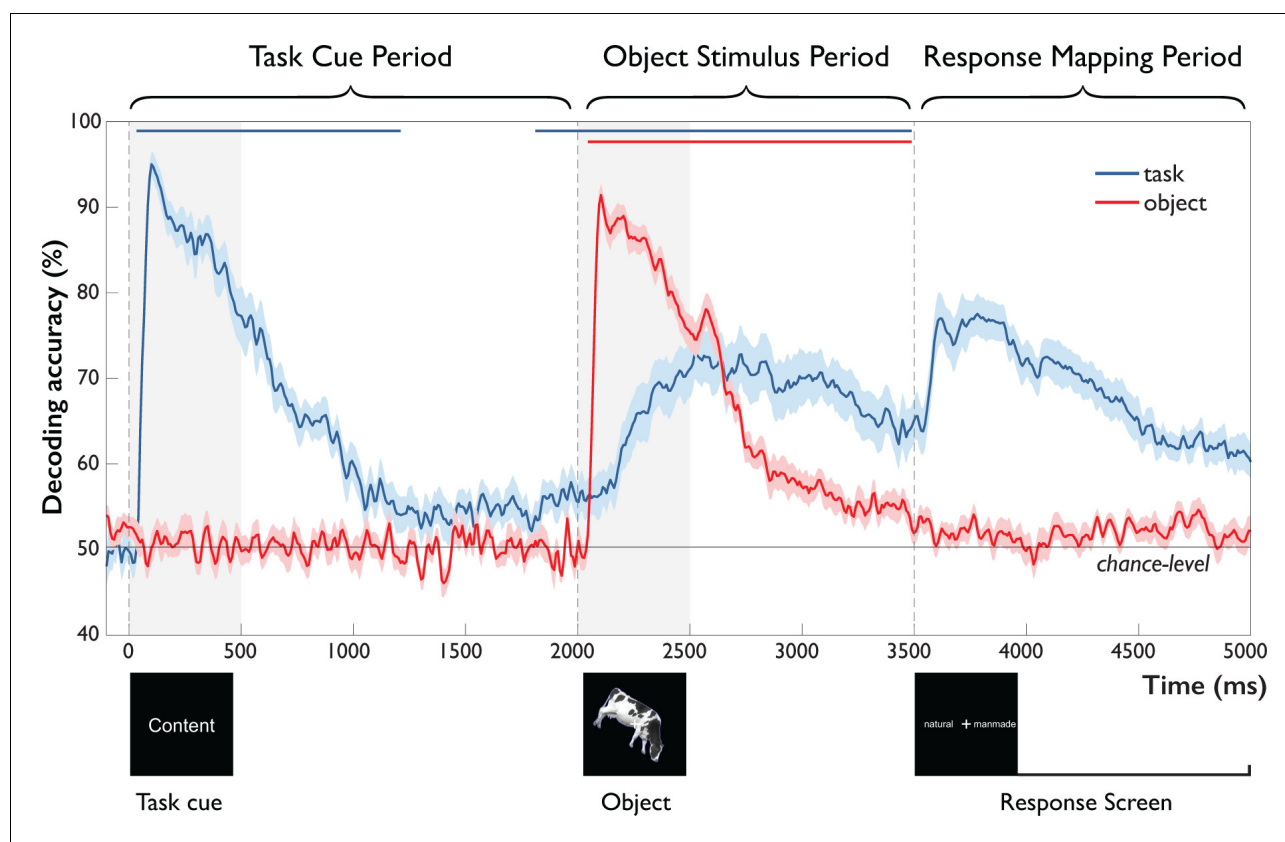 Task Cue Period
Object Stimulus Period
Response Mapping Period
100
90
80
70
60
50
40
Decoding accuracy (%)
task
object
chance-level
0
500
1000
1500
2000
2500
3000
3500
4000
4500
5000
Time (ms)
Content
natural + manmade
Task cue
Object
Response Screen